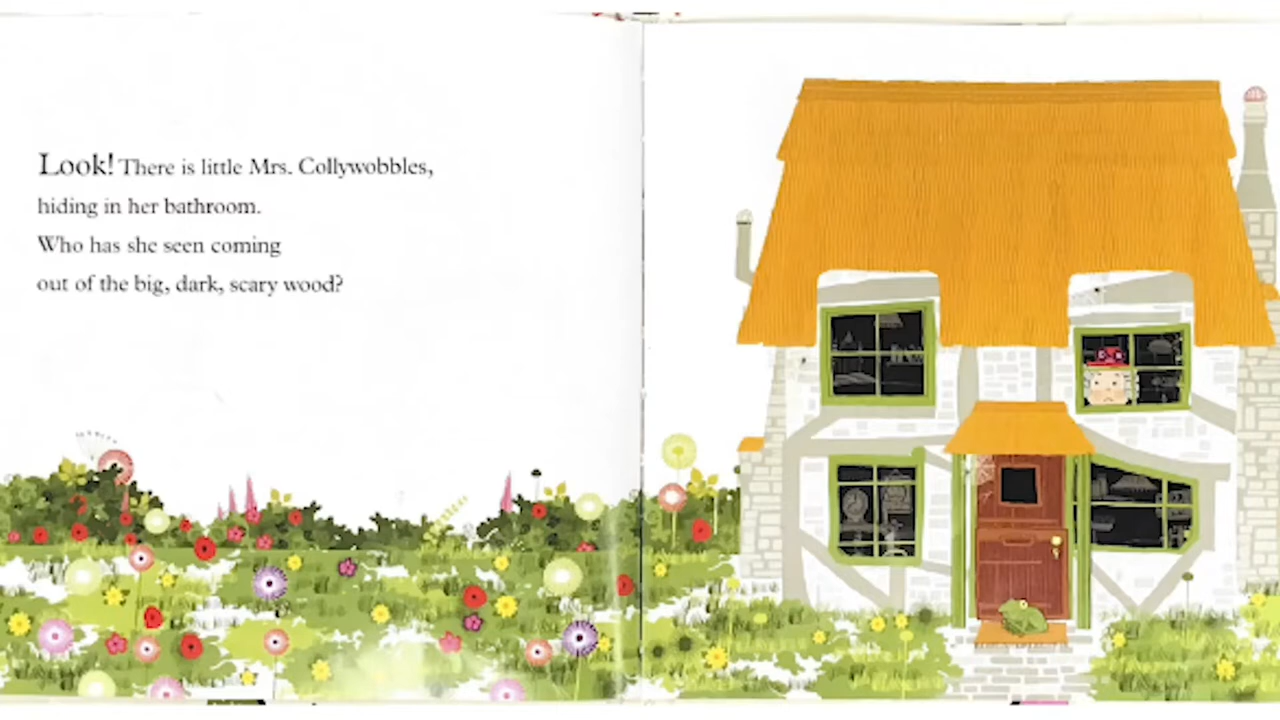 Look! There is little Mrs. Collywobbles,
hiding in her bathroom.
Who has she seen coming
out of the big, dark, scary wood?